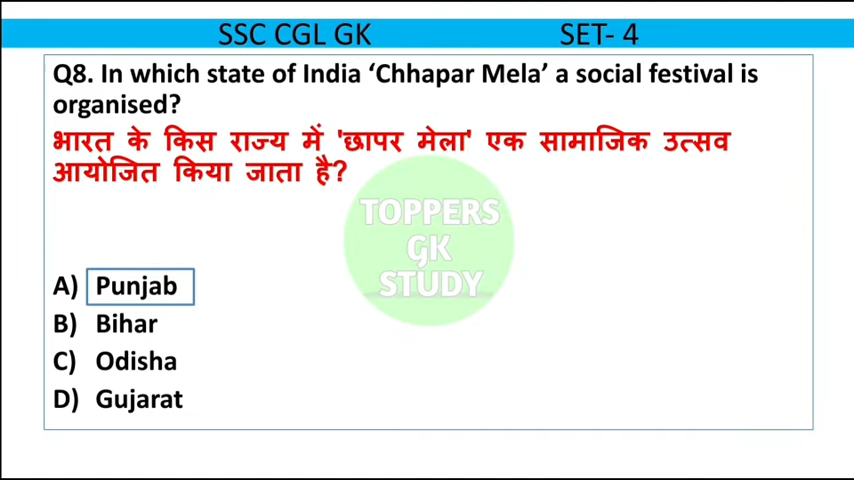 SSC CGL GK SET- 4
Q8. In which state of India ‘Chhapar Mela’ a social festival is
organised?
भारत के किस राज्य में 'छापर मेला' एक सामाजिक उत्सव
आयोजित किया जाता है?
TOPPERS
GK
STUDY
A) Punjab
B) Bihar
C) Odisha
D) Gujarat